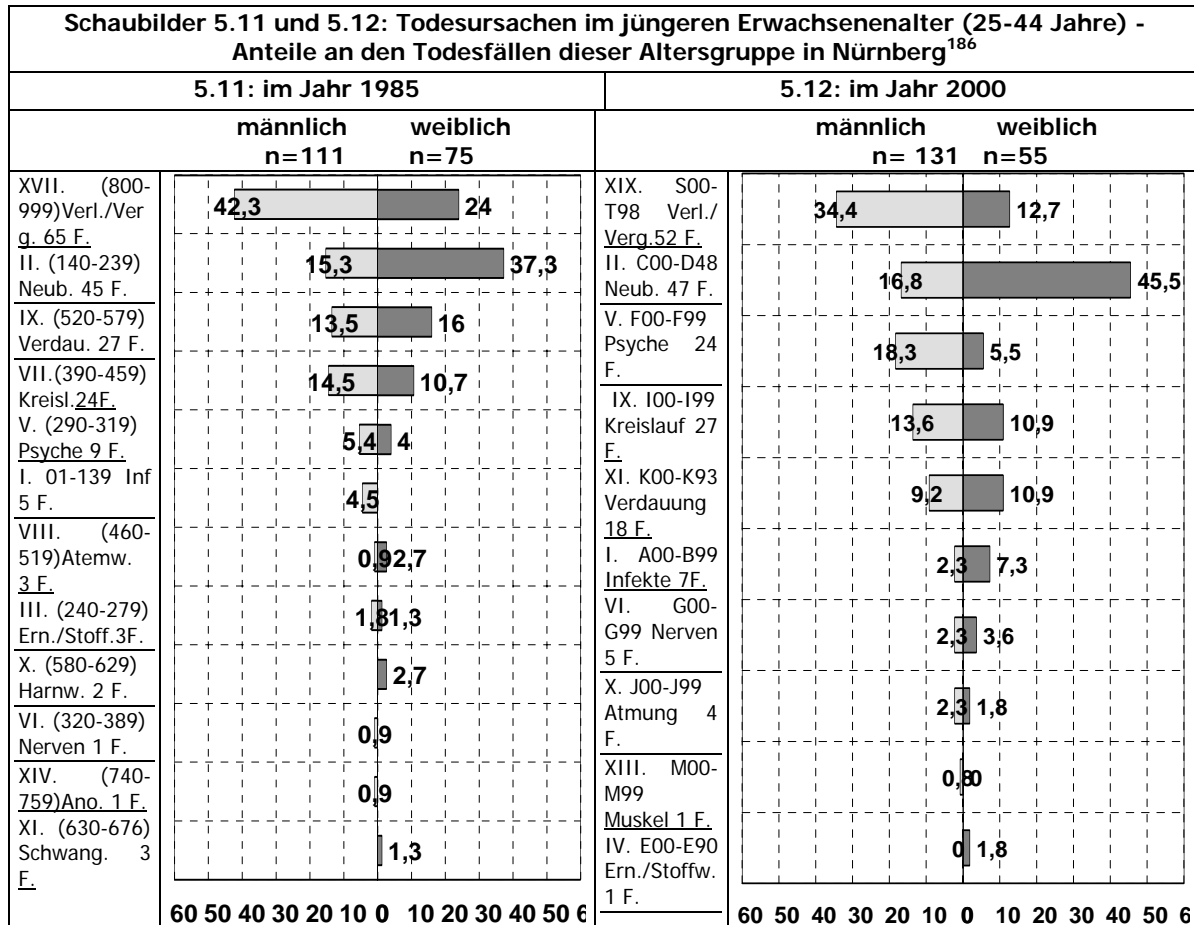 Schaubilder 5.11 und 5.12: Todesursachen im jüngeren Erwachsenenalter (25-44 Jahre) -
Anteile an den Todesfällen dieser Altersgruppe in Nürnberg186
5.11: im Jahr 1985
männlich weiblich
n=111 n=75
XVII. (800-
999)Verl./Ver
g. 65 F.
42,3 24
II. (140-239)
Neub. 45 F.
15,3 37,3
IX. (520-579)
Verdau. 27 F.
13,5 16
VII.(390-459)
Kreisl.24F.
14,5 10,7
V. (290-319)
Psyche 9 F.
5,4 4
I. 01-139 Inf
5 F.
4,5
VIII. (460-
519)Atemw.
3 F.
0,9 2,7
III. (240-279)
Ern./Stoff.3F.
1,8 1,3
X. (580-629)
Harnw. 2 F.
2,7
VI. (320-389)
Nerven 1 F.
0,9
XIV. (740-
759)Ano. 1 F.
0,9
XI. (630-676)
Schwang. 3
F.
1,3
60 50 40 30 20 10 0 10 20 30 40 50 6
5.12: im Jahr 2000
männlich weiblich
n= 131 n=55
XIX. S00-
T98 Verl./
Verg.52 F.
34,4 12,7
II. C00-D48
Neub. 47 F.
16,8 45,5
V. F00-F99
Psyche 24
F.
18,3 5,5
IX. I00-I99
Kreislauf 27
F.
13,6 10,9
XI. K00-K93
Verdauung
18 F.
9,2 10,9
I. A00-B99
Infekte 7F.
2,3 7,3
VI. G00-
G99 Nerven
5 F.
2,3 3,6
X. J00-J99
Atmung 4
F.
2,3 1,8
XIII. M00-
M99
Muskel 1 F.
0,8 0
IV. E00-E90
Ern./Stoffw.
1 F.
0 1,8
60 50 40 30 20 10 0 10 20 30 40 50 6